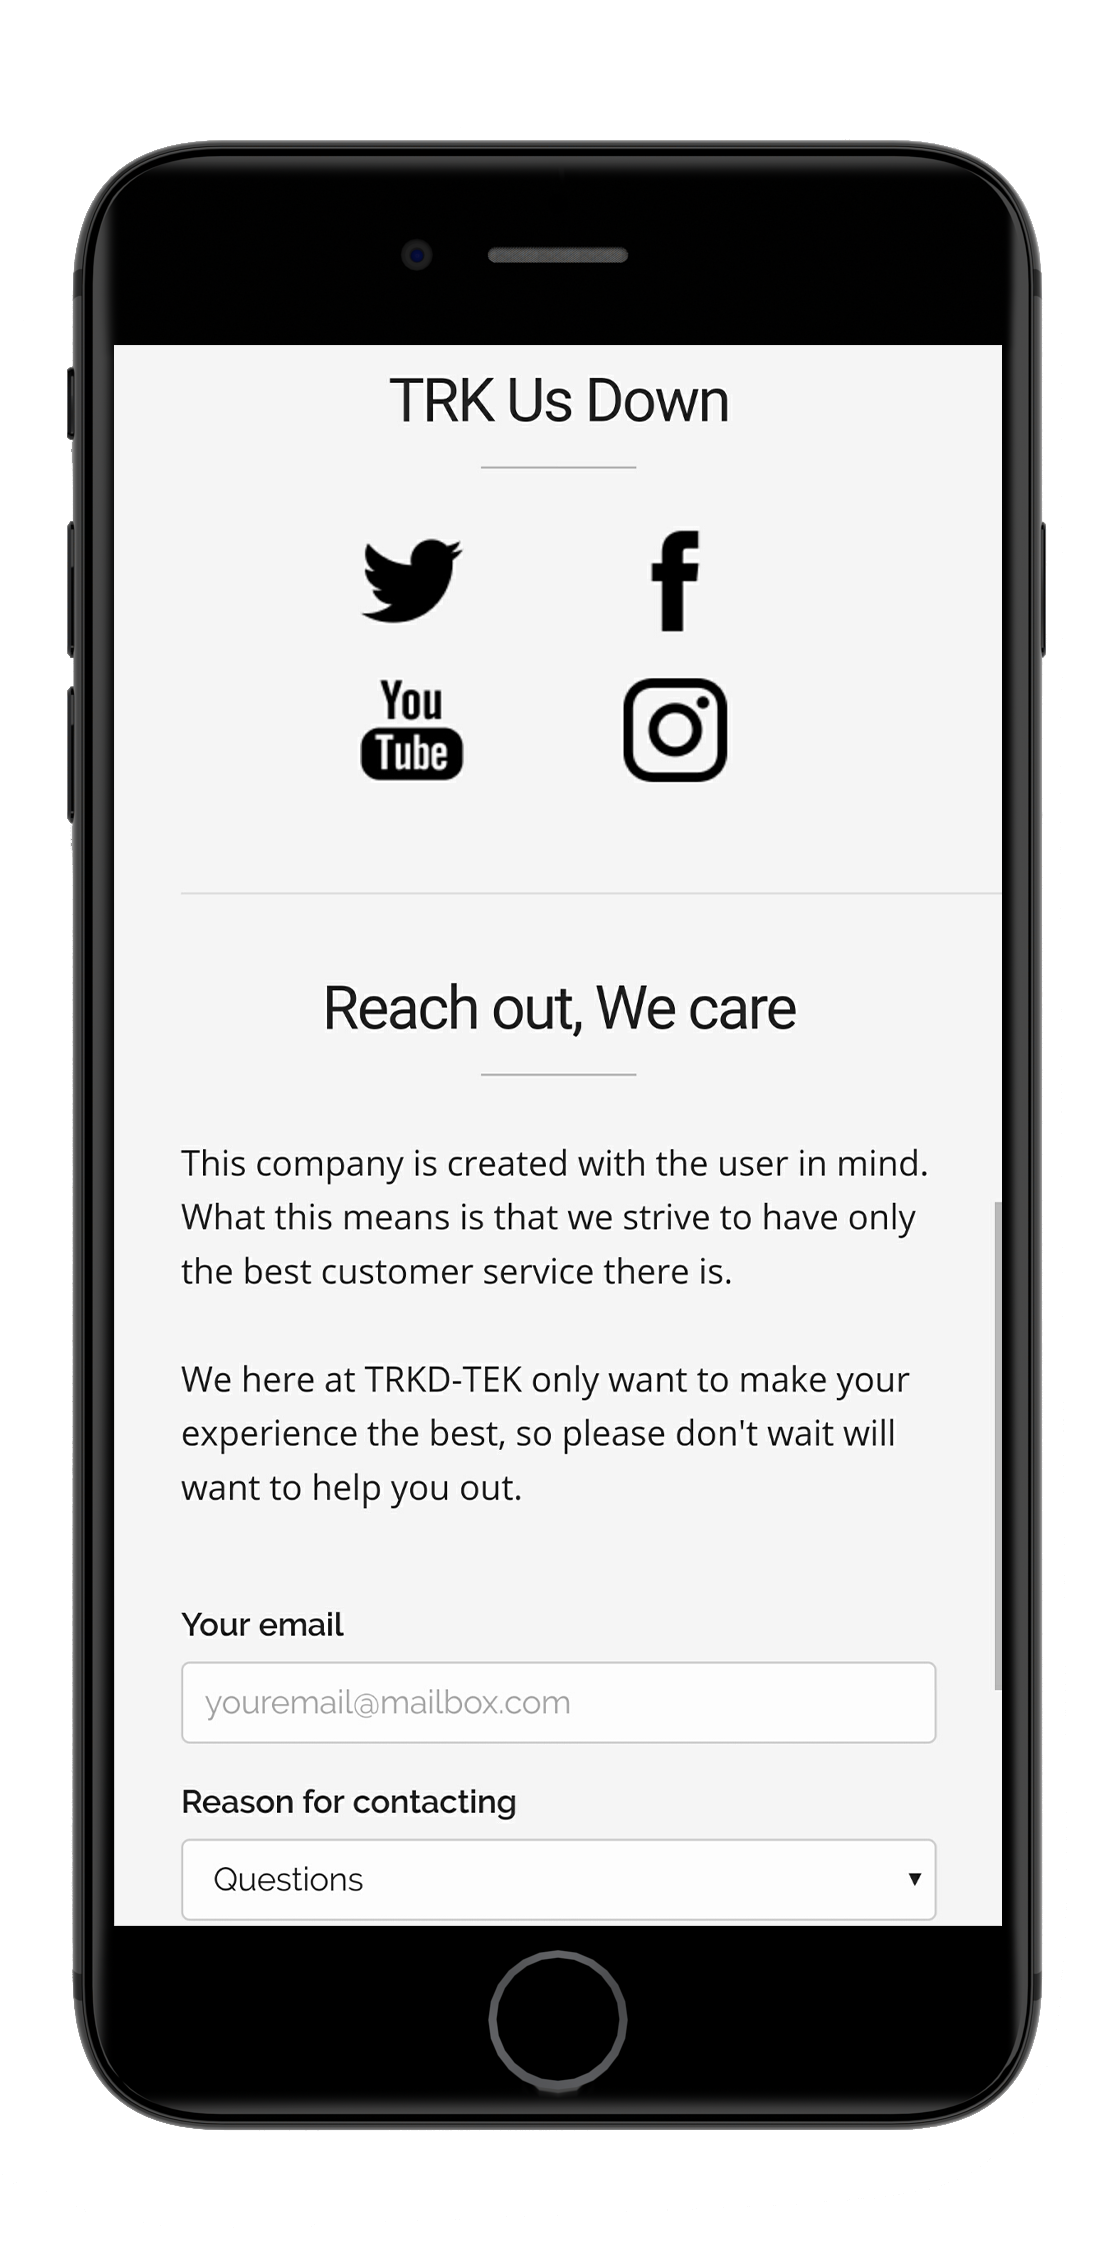 TRK Us Down
You
Tube
Reach out, We care
This company is created with the user in mind.
What this means is that we strive to have only
the best customer service there is.
We here at TRKD-TEK only want to make your
experience the best, so please don't wait will
want to help you out.
Your email
youremail@mailbox.com
Reason for contacting
Questions